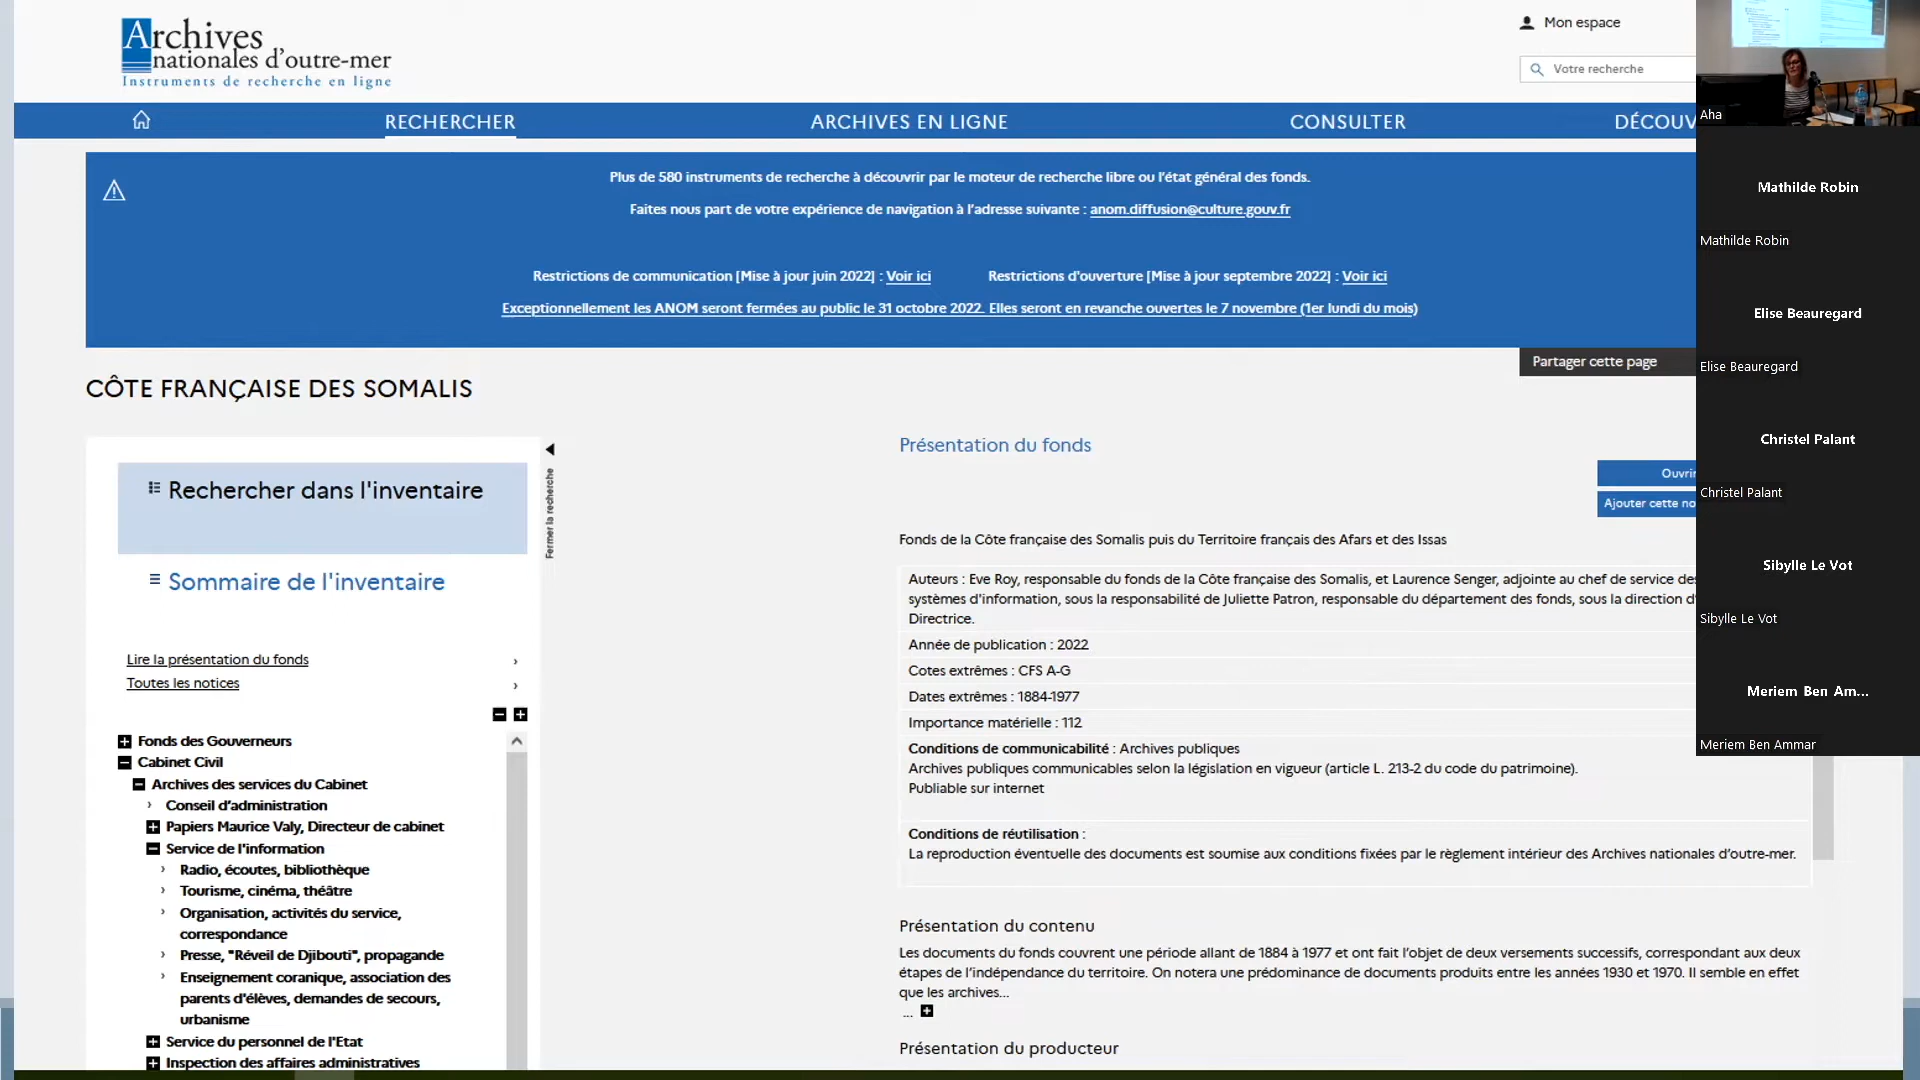 Archives
nationales d'outre-mer
Instruments de recherche en ligne
Mon espace
Votre recherche
RECHERCHER
ARCHIVES EN LIGNE
CONSULTER
DÉCOUV
Plus de 580 instruments de recherche à découvrir par le moteur de recherche libre ou l'état général des fonds.
Faites nous part de votre expérience de navigation à l'adresse suivante : anom.diffusion@culture.gouv.fr
Restrictions de communication [Mise à jour juin 2022] : Voir ici
Restrictions d'ouverture [Mise à jour septembre 2022] : Voir ici
Exceptionnellement les ANOM seront fermées au public le 31 octobre 2022. Elles seront en revanche ouvertes le 7 novembre (1er lundi du mois)
Partager cette page
CÔTE FRANÇAISE DES SOMALIS
Rechercher dans l'inventaire
Fermer la recherche
Sommaire de l'inventaire
Lire la présentation du fonds
Toutes les notices
Fonds des Gouverneurs
Cabinet Civil
Archives des services du Cabinet
Conseil d'administration
Papiers Maurice Valy, Directeur de cabinet
Service de l'information
Radio, écoutes, bibliothèque
Tourisme, cinéma, théâtre
Organisation, activités du service,
correspondance
Presse, "Réveil de Djibouti", propagande
Enseignement coranique, association des
parents d'élèves, demandes de secours,
urbanisme
Service du personnel de l'Etat
Inspection des affaires administratives
Présentation du fonds
Ouvrir
Ajouter cette no
Fonds de la Côte française des Somalis puis du Territoire français des Afars et des Issas
Auteurs : Eve Roy, responsable du fonds de la Côte française des Somalis, et Laurence Senger, adjointe au chef de service des
systèmes d'information, sous la responsabilité de Juliette Patron, responsable du département des fonds, sous la direction d'
Directrice.
Année de publication : 2022
Cotes extrêmes : CFS A-G
Dates extrêmes : 1884-1977
Importance matérielle : 112
Conditions de communicabilité : Archives publiques
Archives publiques communicables selon la législation en vigueur (article L. 213-2 du code du patrimoine).
Publiable sur internet
Conditions de réutilisation :
La reproduction éventuelle des documents est soumise aux conditions fixées par le règlement intérieur des Archives nationales d'outre-mer.
Présentation du contenu
Les documents du fonds couvrent une période allant de 1884 à 1977 et ont fait l'objet de deux versements successifs, correspondant aux deux
étapes de l'indépendance du territoire. On notera une prédominance de documents produits entre les années 1930 et 1970. Il semble en effet
que les archives...
...
Présentation du producteur
Aha
Mathilde Robin
Mathilde Robin
Elise Beauregard
Elise Beauregard
Christel Palant
Christel Palant
Sibylle Le Vot
Sibylle Le Vot
Meriem Ben Am...
Meriem Ben Ammar